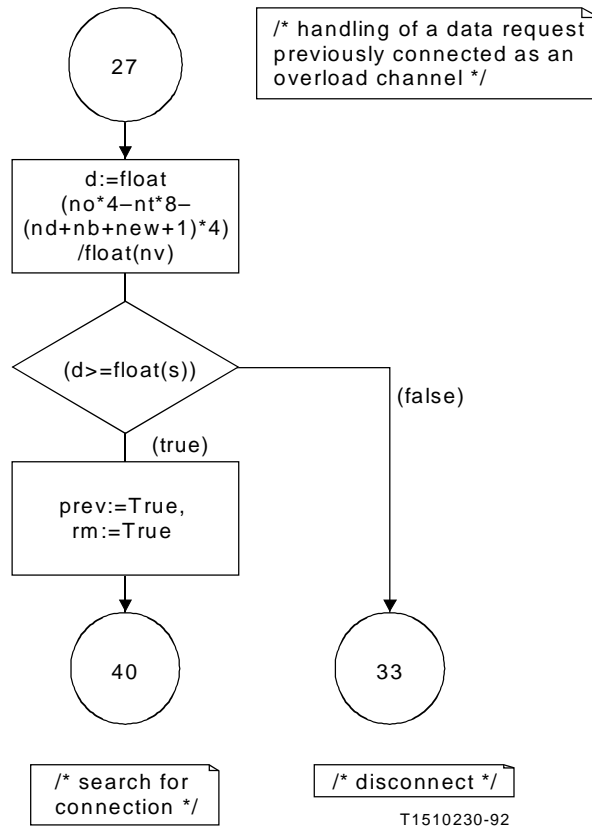 27
/* handling of a data request
previously connected as an
overload channel */
d:=float
(no*4–nt*8–
(nd+nb+new+1)*4)
/float(nv)
(d>=float(s))
(false)
(true)
prev:=True,
rm:=True
40
33
/* search for
connection */
/* disconnect */
T1510230-92